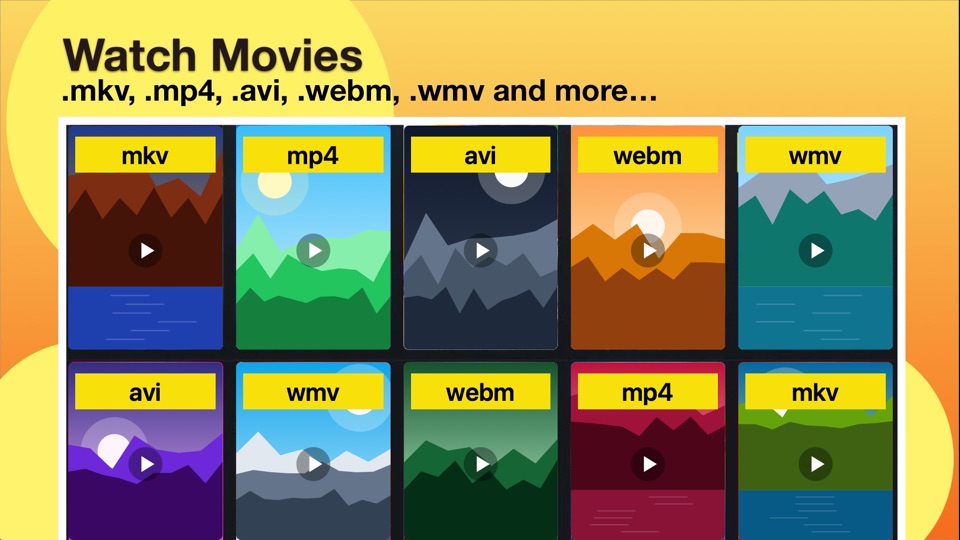 Watch Movies
.mkv, .mp4, .avi, .webm, .wmv and more...
mkv
mp4
avi
webm
wmv
avi
wmv
webm
mp4
mkv